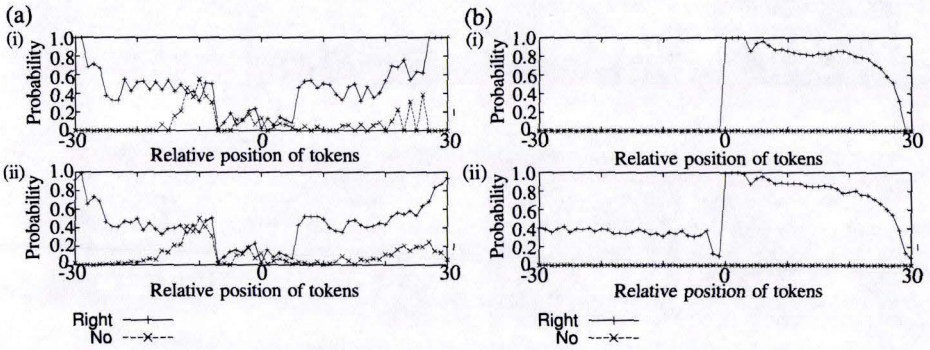 (a)
(i)
Probability
1.0
0.8
0.6
0.4
0.2
0
-30
0
30
Relative position of tokens
(ii)
Probability
1.0
0.8
0.6
0.4
0.2
0
-30
0
30
Relative position of tokens
Right
No
(b)
(i)
Probability
1.0
0.8
0.6
0.4
0.2
0
-30
0
30
Relative position of tokens
(ii)
Probability
1.0
0.8
0.6
0.4
0.2
0
-30
0
30
Relative position of tokens
Right
No